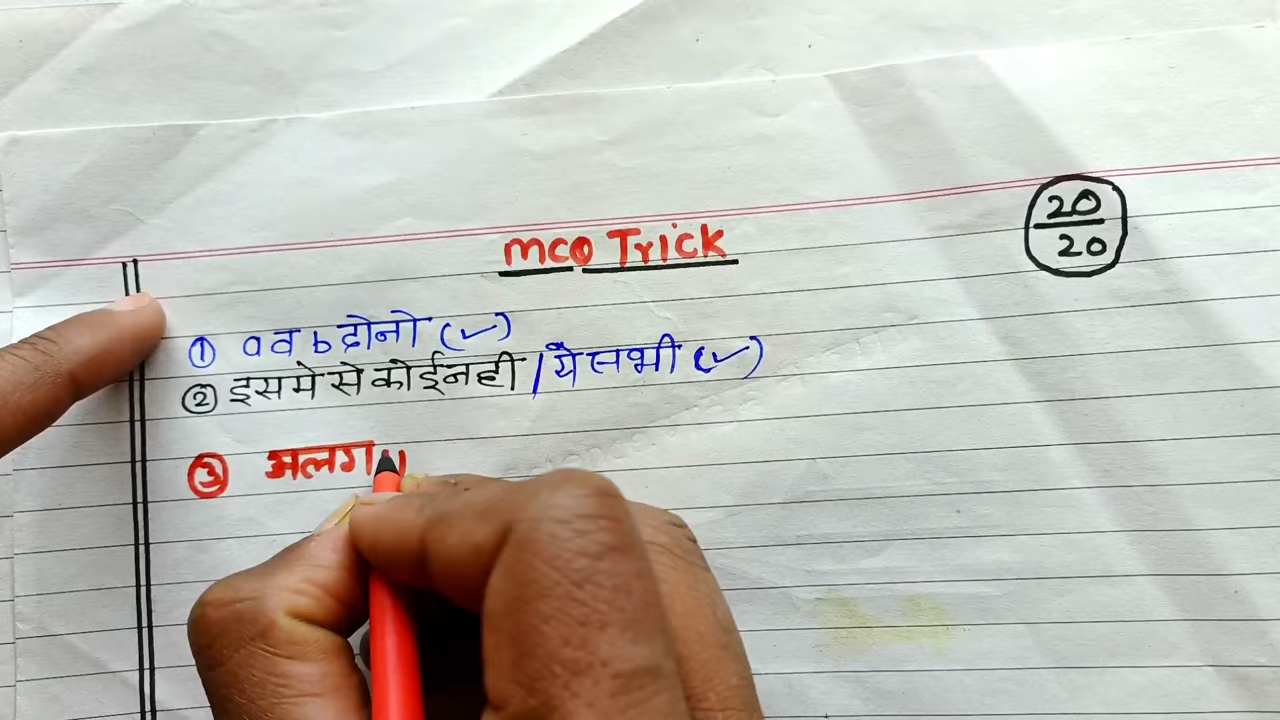 MCQ Trick
20
20
① a व b दोनो (✓)
② इसमे से कोई नही / ये सभी (✓)
③ अलग